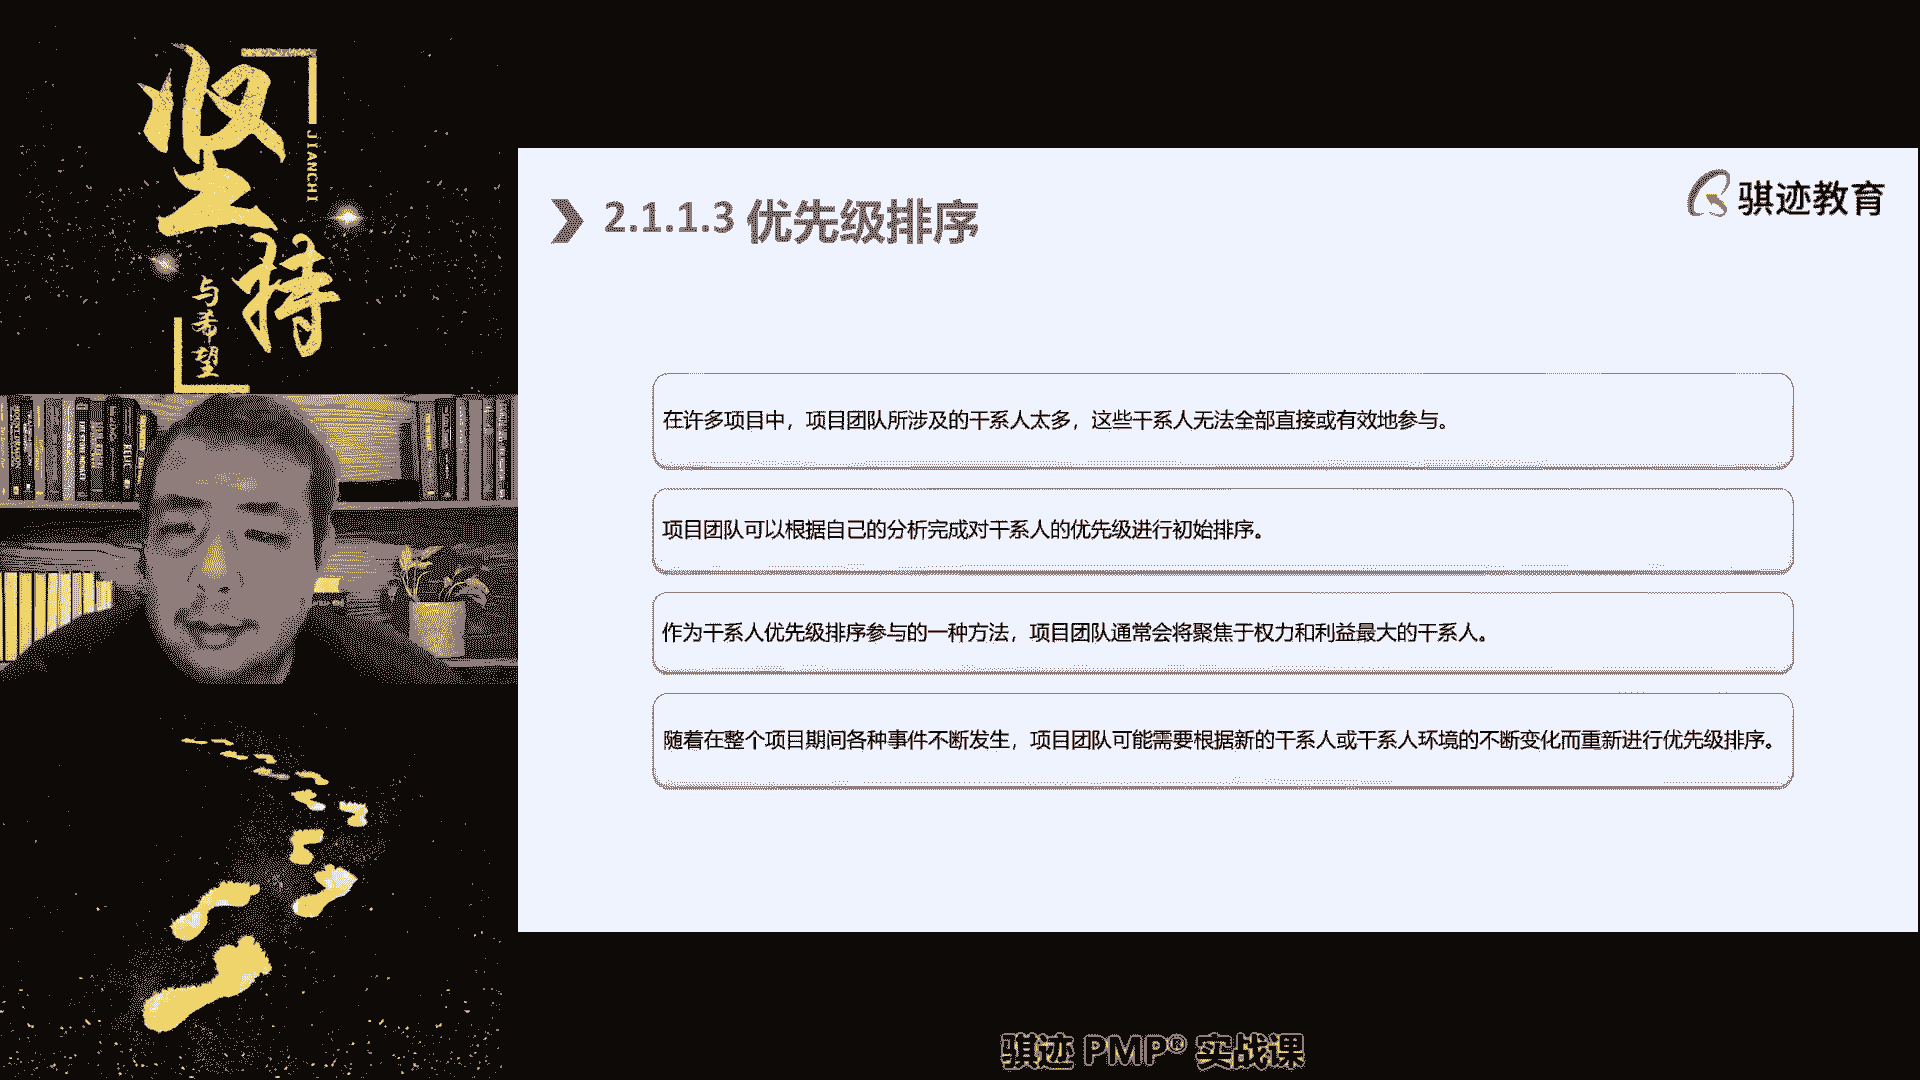 坚持
JIANCHI
与希望
骐迹教育
2.1.1.3 优先级排序
在许多项目中，项目团队所涉及的干系人太多，这些干系人无法全部直接或有效地参与。
项目团队可以根据自己的分析完成对干系人的优先级进行初始排序。
作为干系人优先级排序参与的一种方法，项目团队通常会将聚焦于权力和利益最大的干系人。
随着在整个项目期间各种事件不断发生，项目团队可能需要根据新的干系人或干系人环境的不断变化而重新进行优先级排序。
骐迹 PMP® 实战课